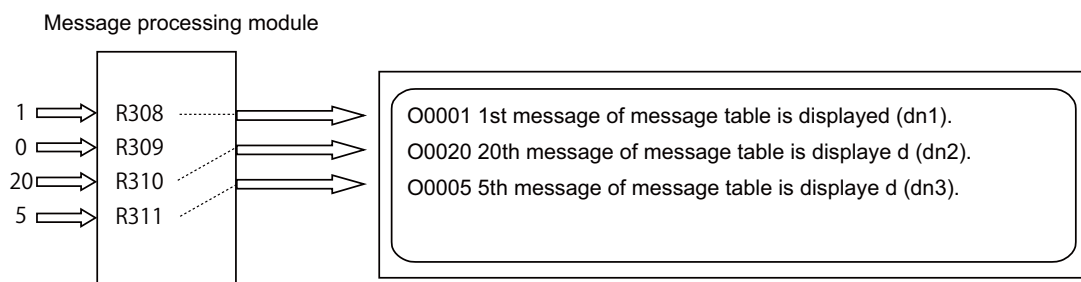 Message processing module
1 R308
0 R309
20 R310
5 R311
O0001 1st message of message table is displayed (dn1).
O0020 20th message of message table is displaye d (dn2).
O0005 5th message of message table is displaye d (dn3).